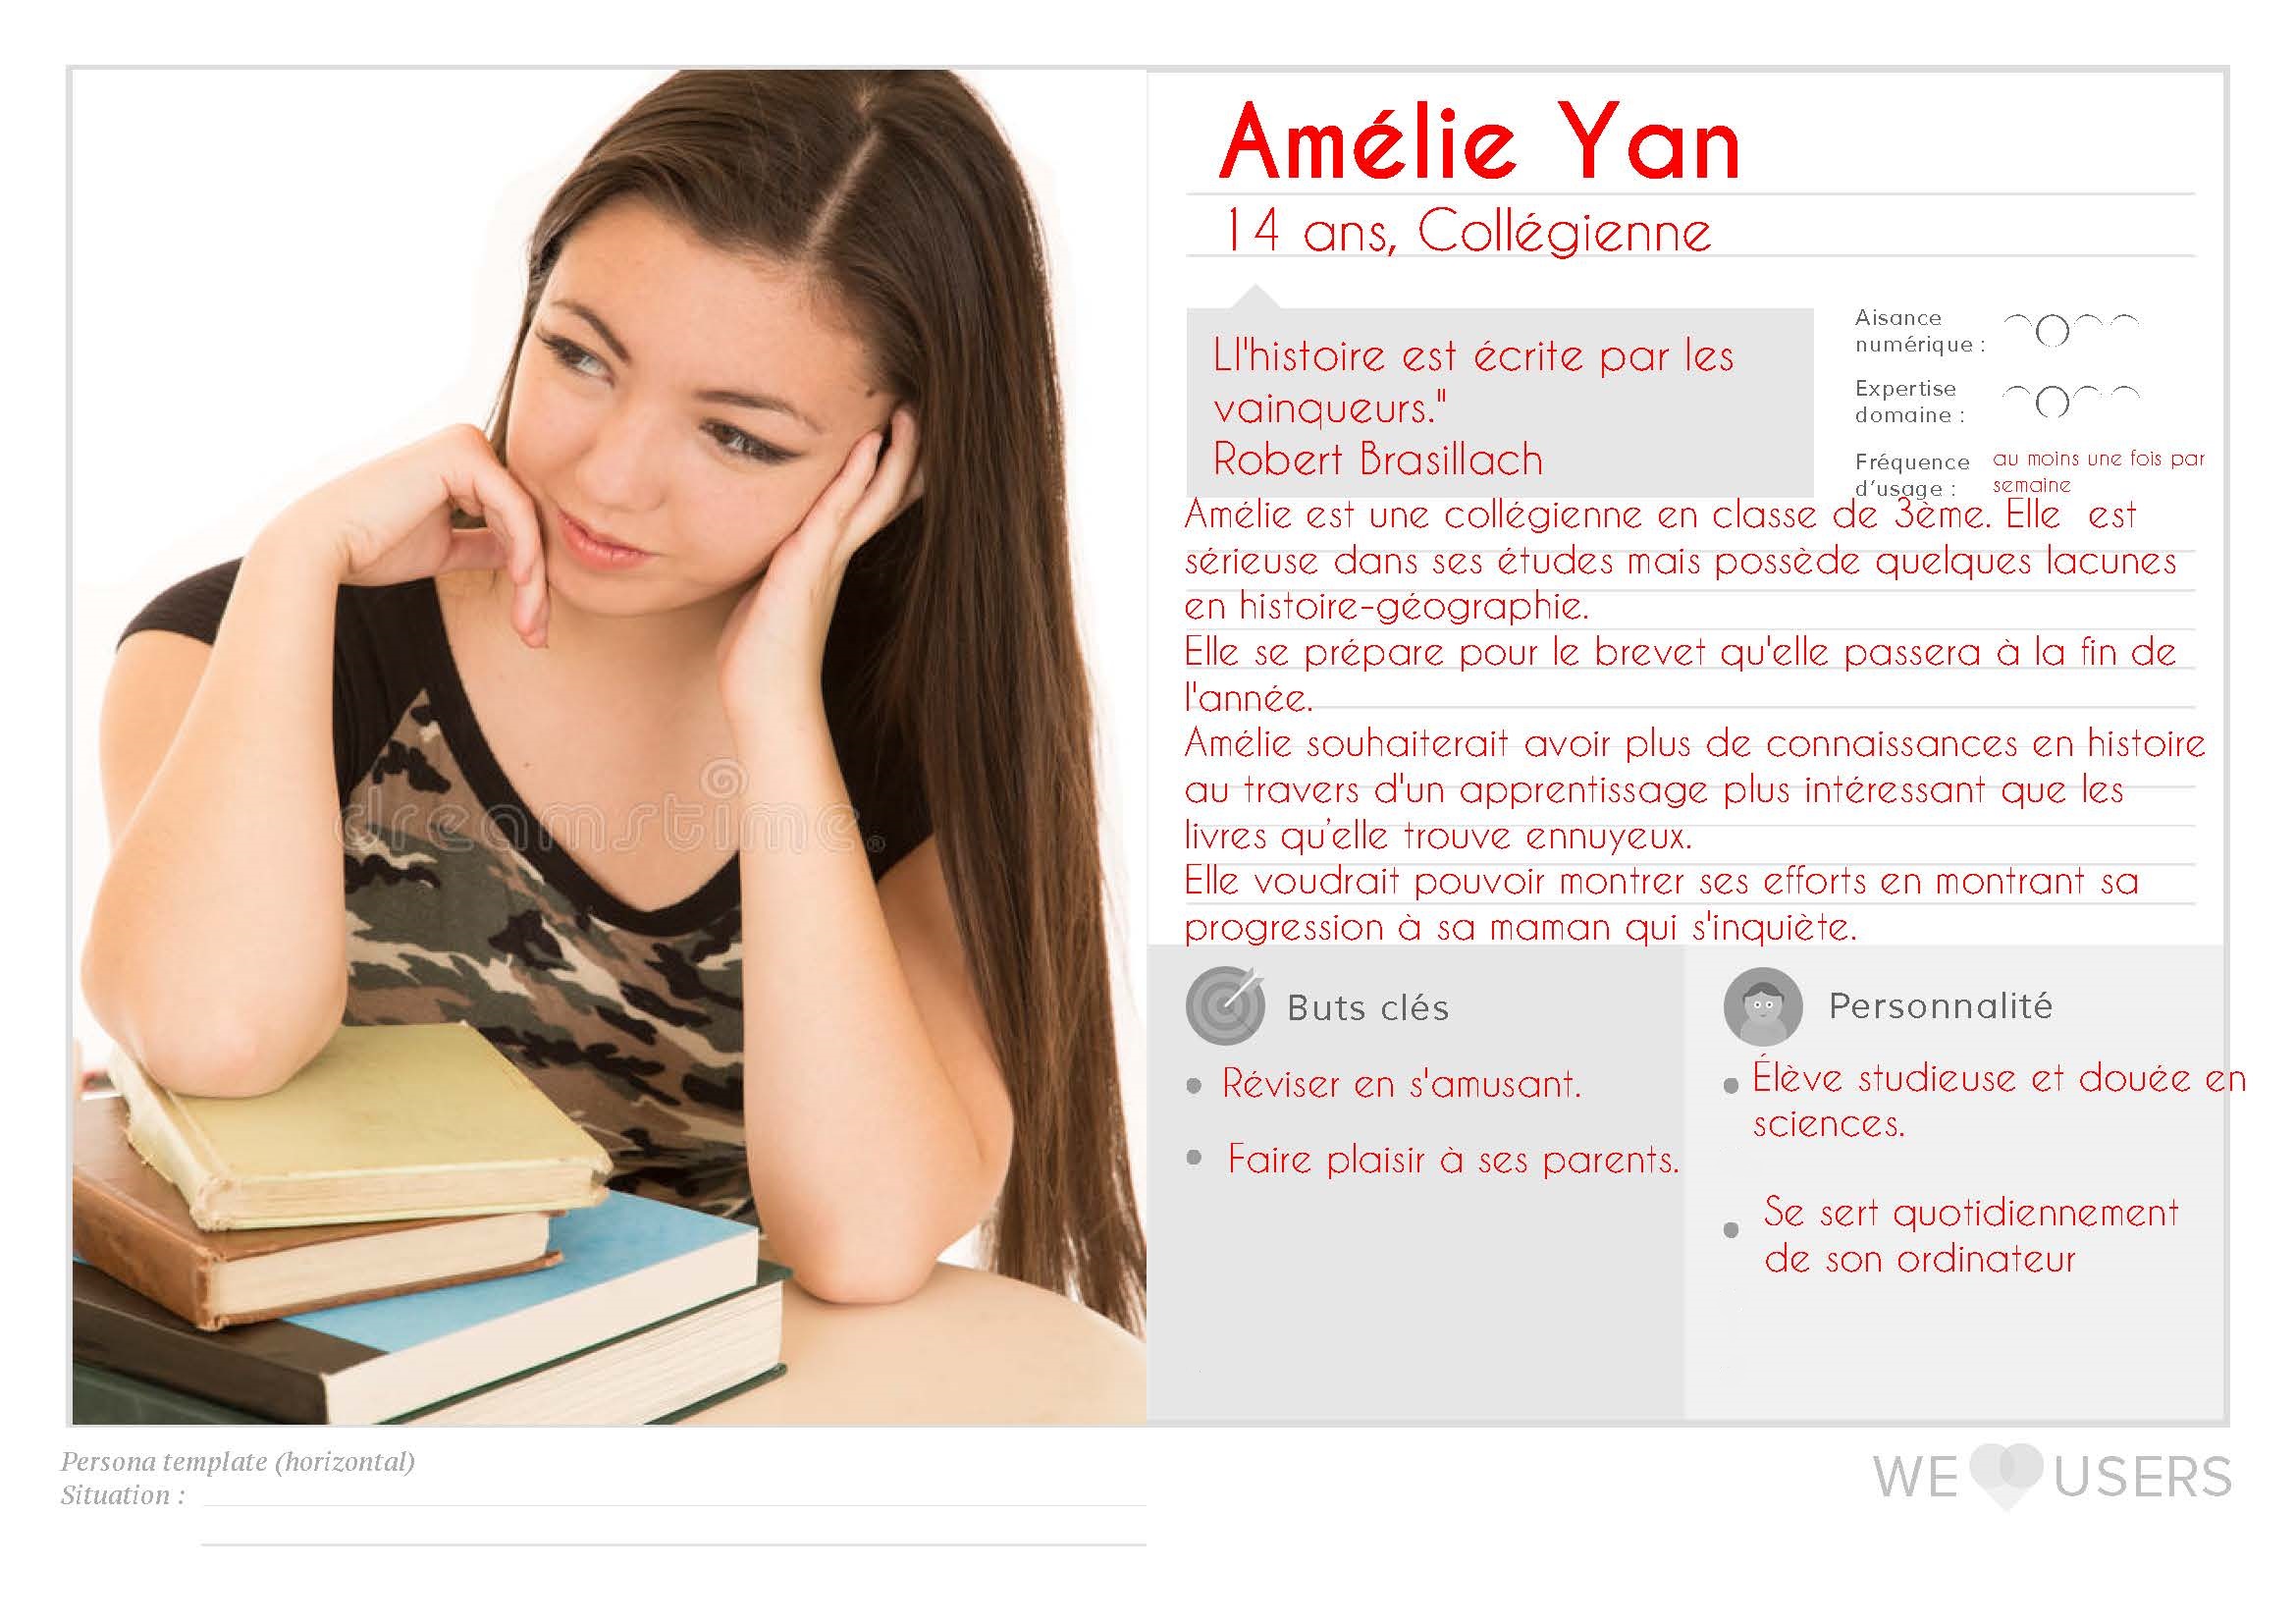 Amélie Yan
14 ans, Collégienne
Ll'histoire est écrite par les
vainqueurs."
Robert Brasillach
Aisance
numérique :
Expertise
domaine :
Fréquence
d'usage :
au moins une fois par
semaine
Amélie est une collégienne en classe de 3ème. Elle est
sérieuse dans ses études mais possède quelques lacunes
en histoire-géographie.
Elle se prépare pour le brevet qu'elle passera à la fin de
l'année.
Amélie souhaiterait avoir plus de connaissances en histoire
au travers d'un apprentissage plus intéressant que les
livres qu’elle trouve ennuyeux.
Elle voudrait pouvoir montrer ses efforts en montrant sa
progression à sa maman qui s'inquiète.
Buts clés
Réviser en s'amusant.
Faire plaisir à ses parents.
Personnalité
Élève studieuse et douée en
sciences.
Se sert quotidiennement
de son ordinateur
dreamstime®
Persona template (horizontal)
Situation :
WE USERS